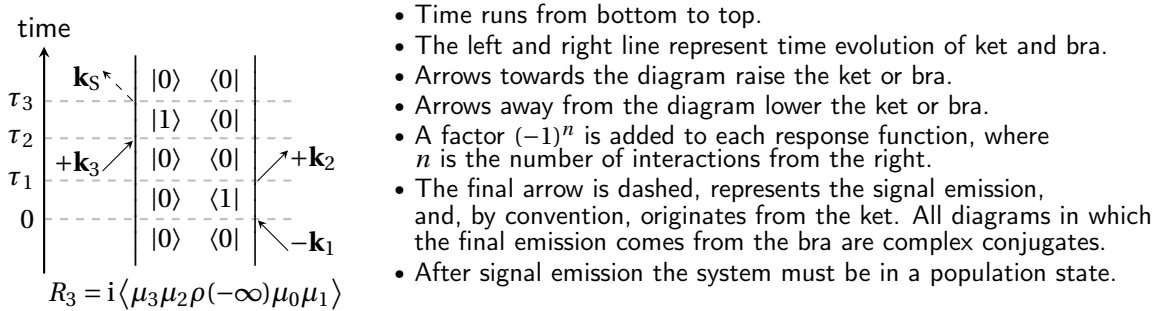 time
k_S
|0⟩ ⟨0|
τ_3
|1⟩ ⟨0|
τ_2
+k_3
|0⟩ ⟨0|
+k_2
τ_1
|0⟩ ⟨1|
0
|0⟩ ⟨0|
−k_1
R_3 = i⟨μ_3μ_2ρ(−∞)μ_0μ_1⟩
• Time runs from bottom to top.
• The left and right line represent time evolution of ket and bra.
• Arrows towards the diagram raise the ket or bra.
• Arrows away from the diagram lower the ket or bra.
• A factor (−1)^n is added to each response function, where
n is the number of interactions from the right.
• The final arrow is dashed, represents the signal emission,
and, by convention, originates from the ket. All diagrams in which
the final emission comes from the bra are complex conjugates.
• After signal emission the system must be in a population state.